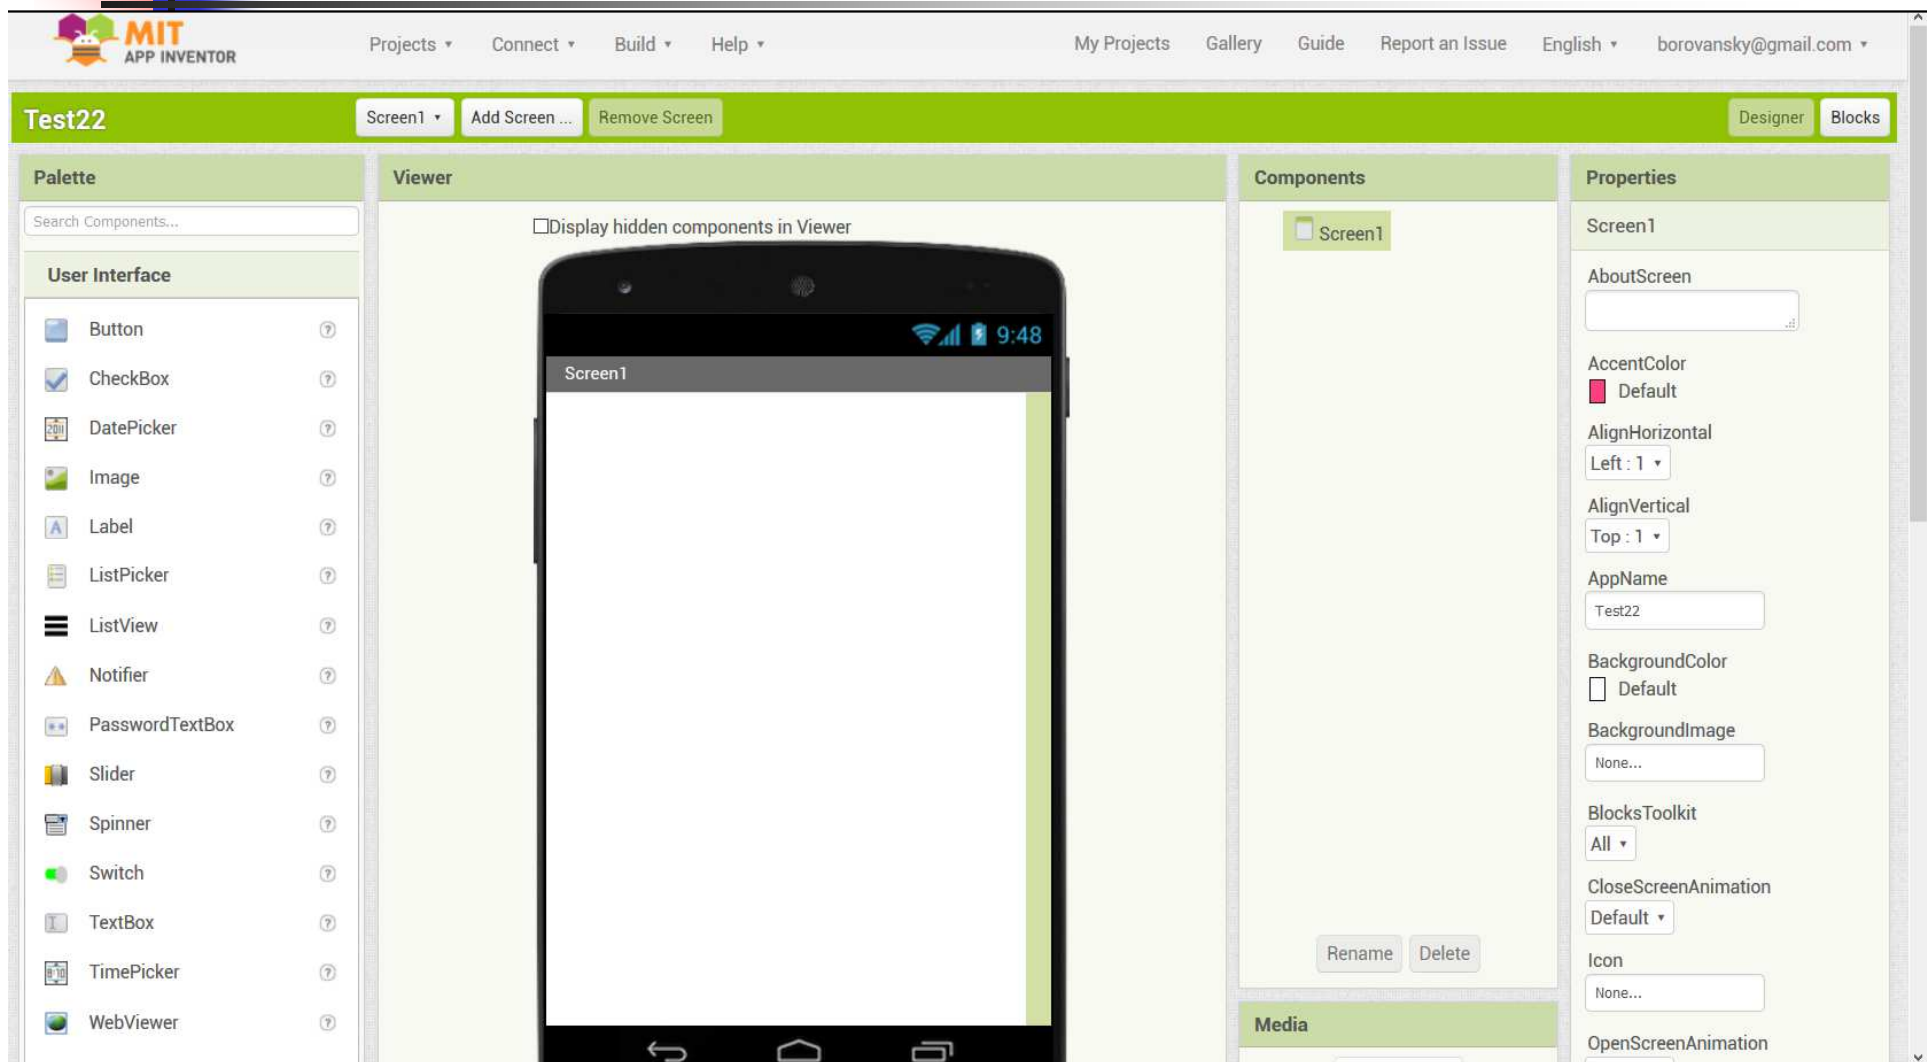 MIT
APP INVENTOR
Projects Connect Build Help My Projects Gallery Guide Report an Issue English borovansky@gmail.com
Test22 Screen1 Add Screen ... Remove Screen Designer Blocks
Palette
Search Components...
User Interface
Button
CheckBox
DatePicker
Image
Label
ListPicker
ListView
Notifier
PasswordTextBox
Slider
Spinner
Switch
TextBox
TimePicker
WebViewer
Viewer
Display hidden components in Viewer
9:48
Screen1
Components
Screen1
Rename Delete
Media
Properties
Screen1
AboutScreen
AccentColor
Default
AlignHorizontal
Left : 1
AlignVertical
Top : 1
AppName
Test22
BackgroundColor
Default
BackgroundImage
None...
BlocksToolkit
All
CloseScreenAnimation
Default
Icon
None...
OpenScreenAnimation